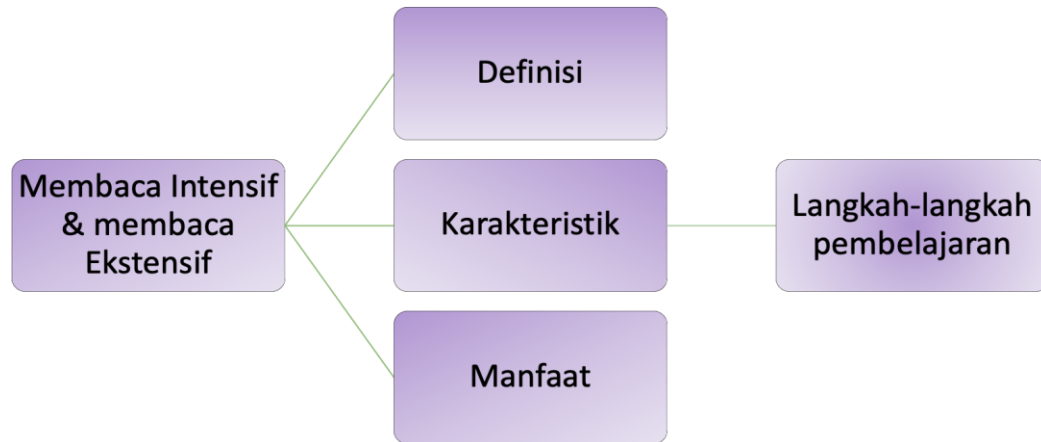 Membaca Intensif
& membaca
Ekstensif
Definisi
Karakteristik
Manfaat
Langkah-langkah
pembelajaran